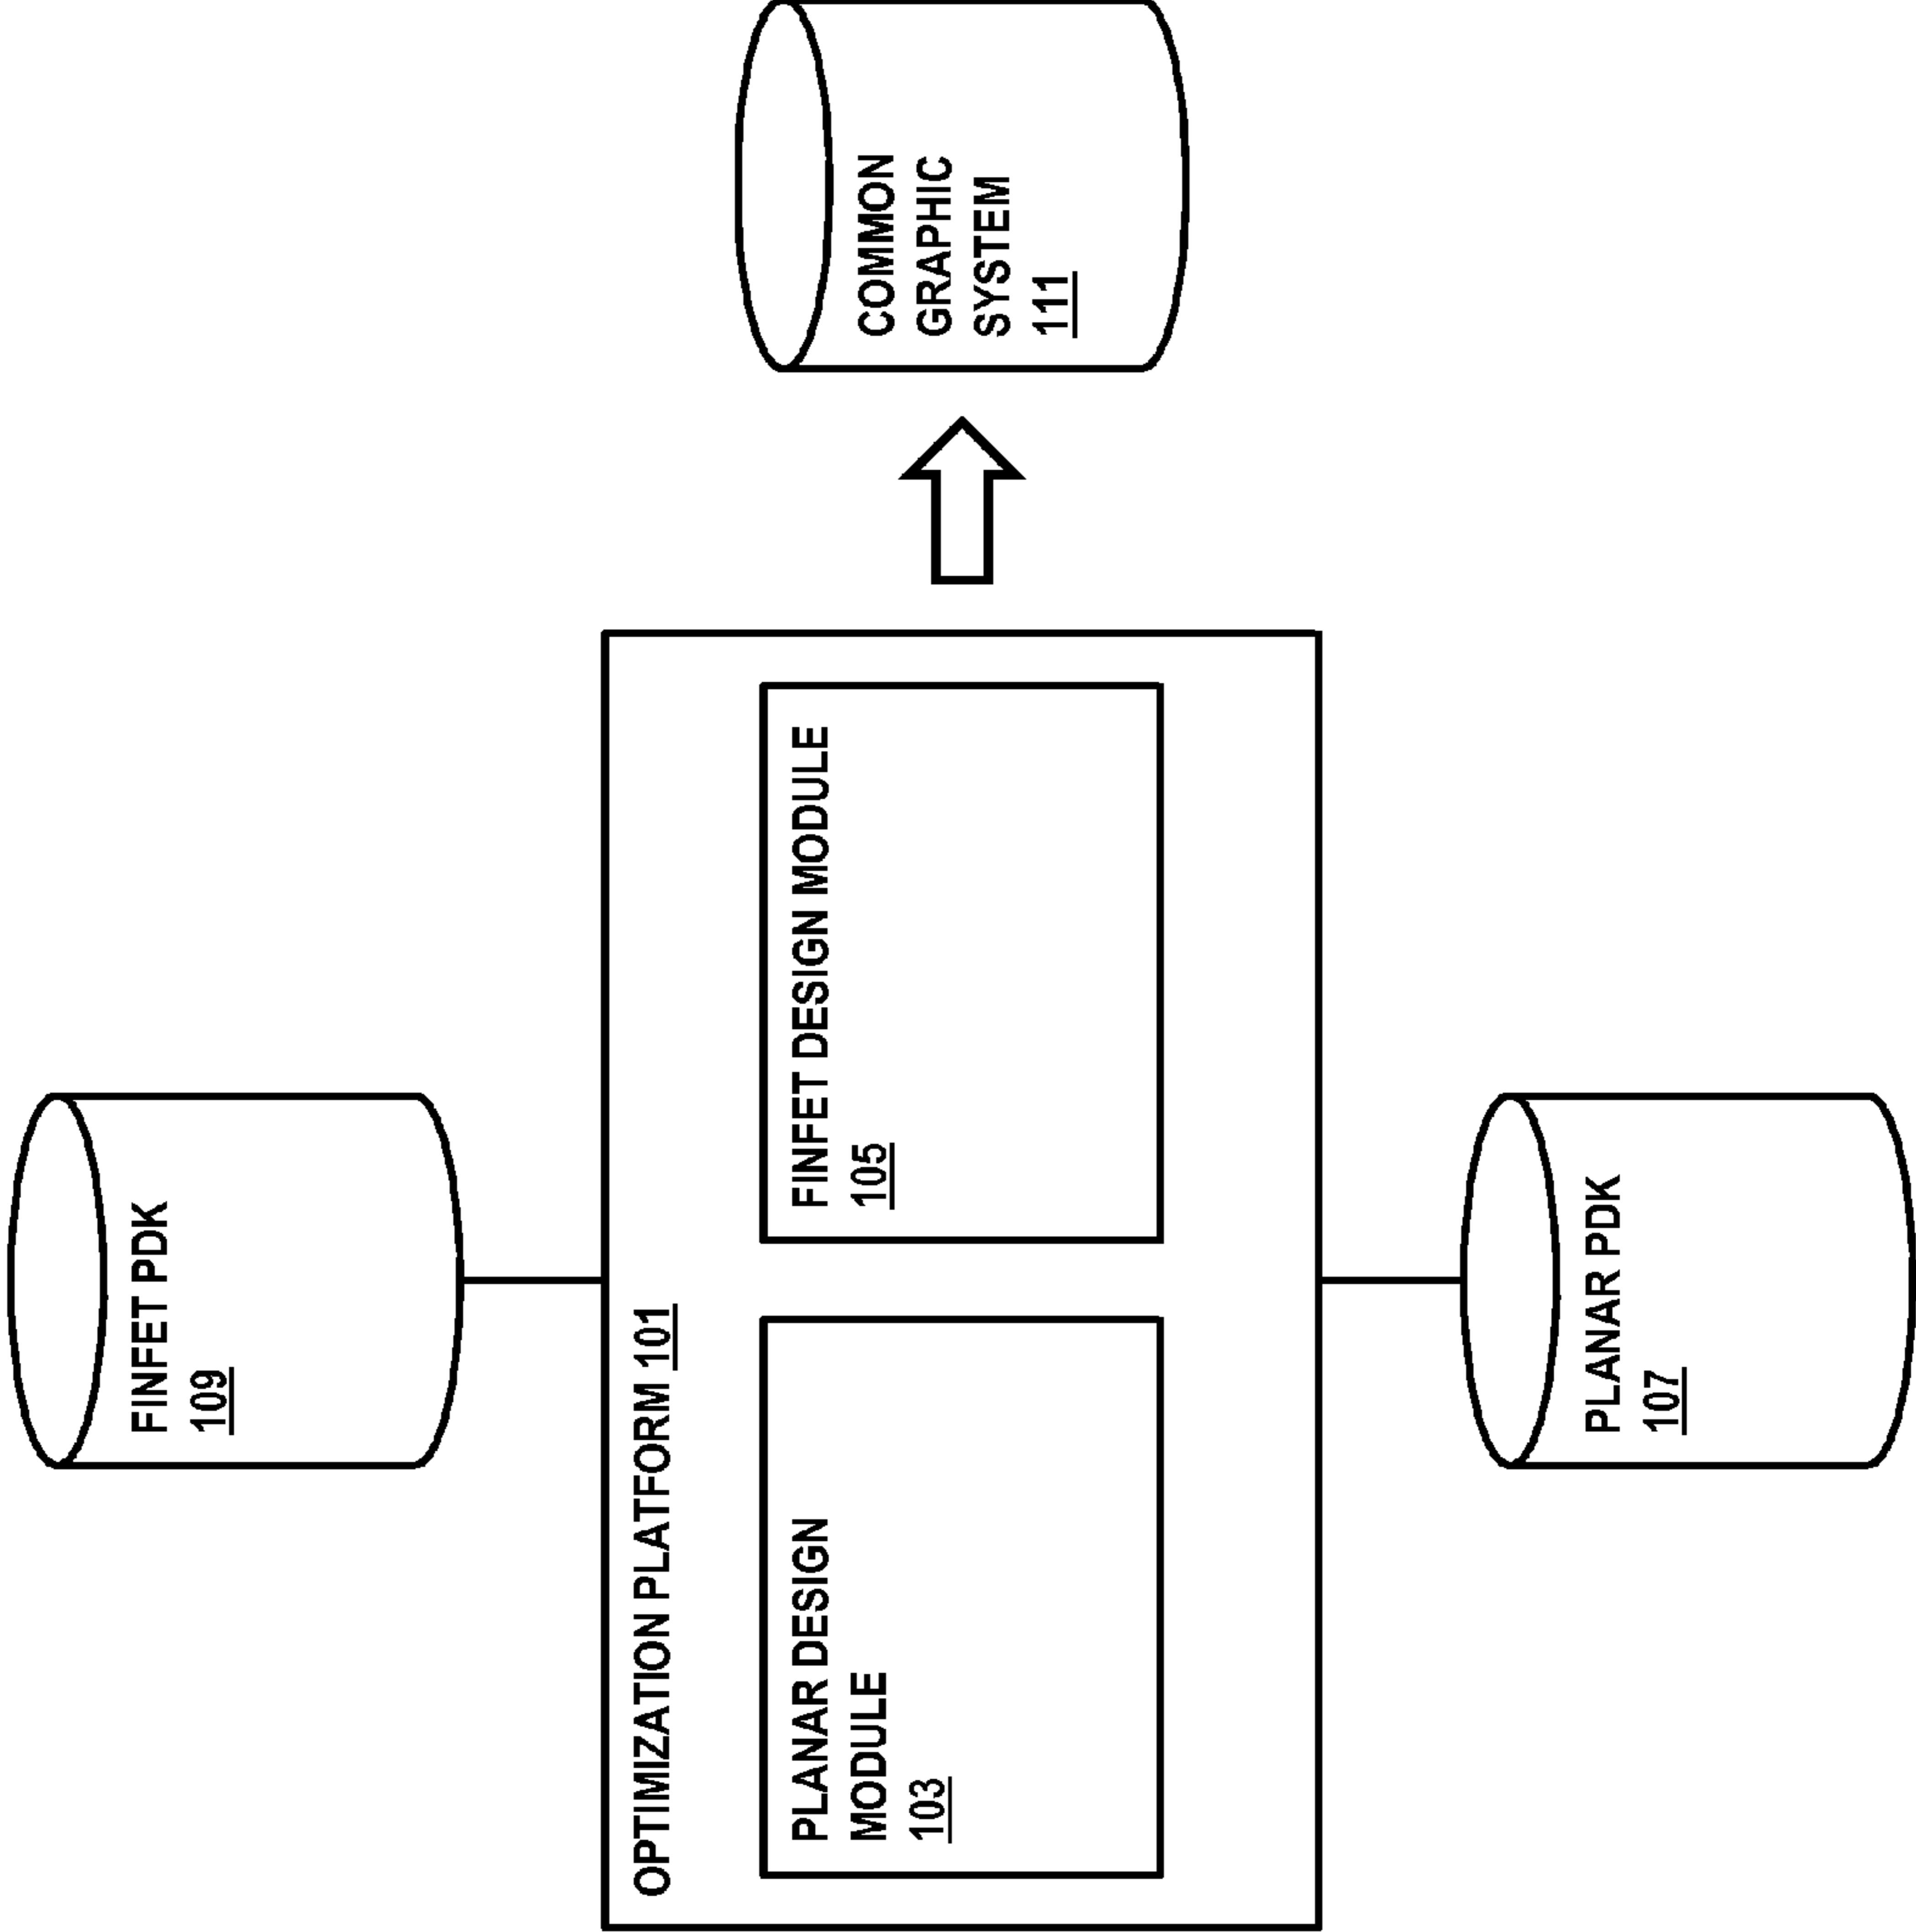 FINFET PDK
109
OPTIMIZATION PLATFORM 101
PLANAR DESIGN
MODULE
103
FINFET DESIGN MODULE
105
COMMON
GRAPHIC
SYSTEM
111
PLANAR PDK
107